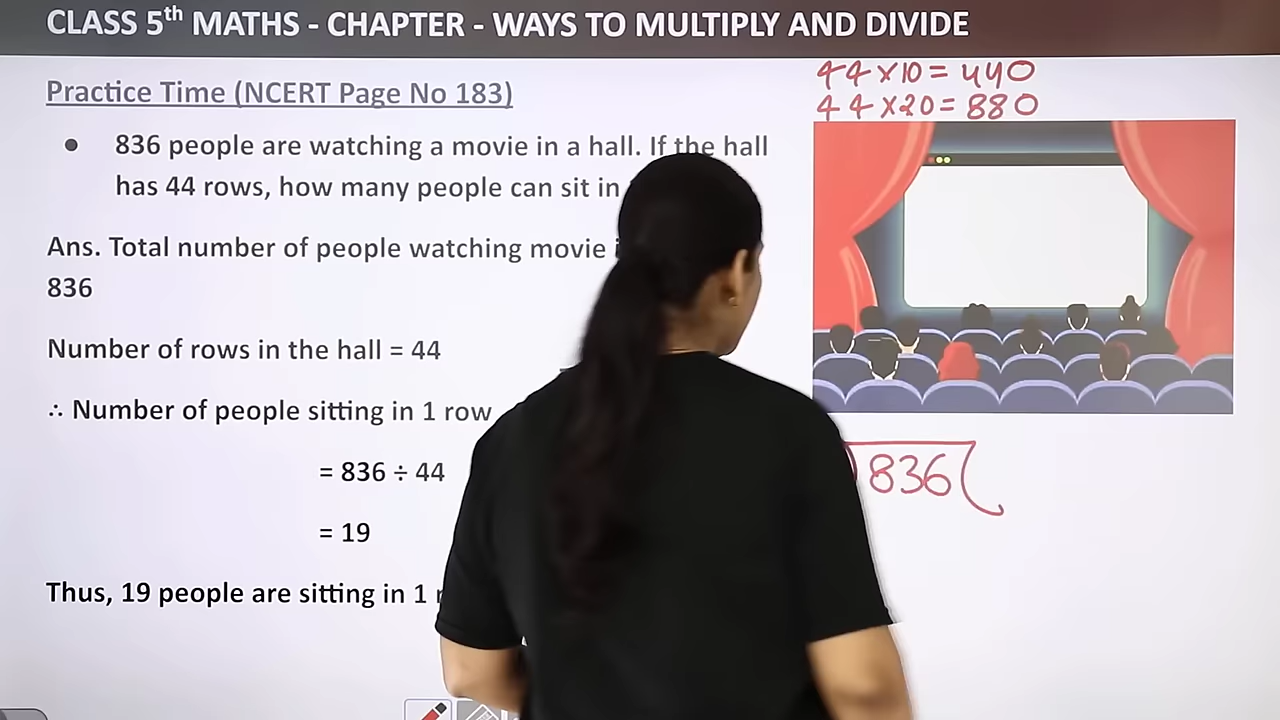 CLASS 5th MATHS - CHAPTER - WAYS TO MULTIPLY AND DIVIDE
Practice Time (NCERT Page No 183)
• 836 people are watching a movie in a hall. If the hall
has 44 rows, how many people can sit in
Ans. Total number of people watching movie
836
Number of rows in the hall = 44
∴ Number of people sitting in 1 row
= 836 ÷ 44
= 19
Thus, 19 people are sitting in 1
44×10=440
44×20=880
836